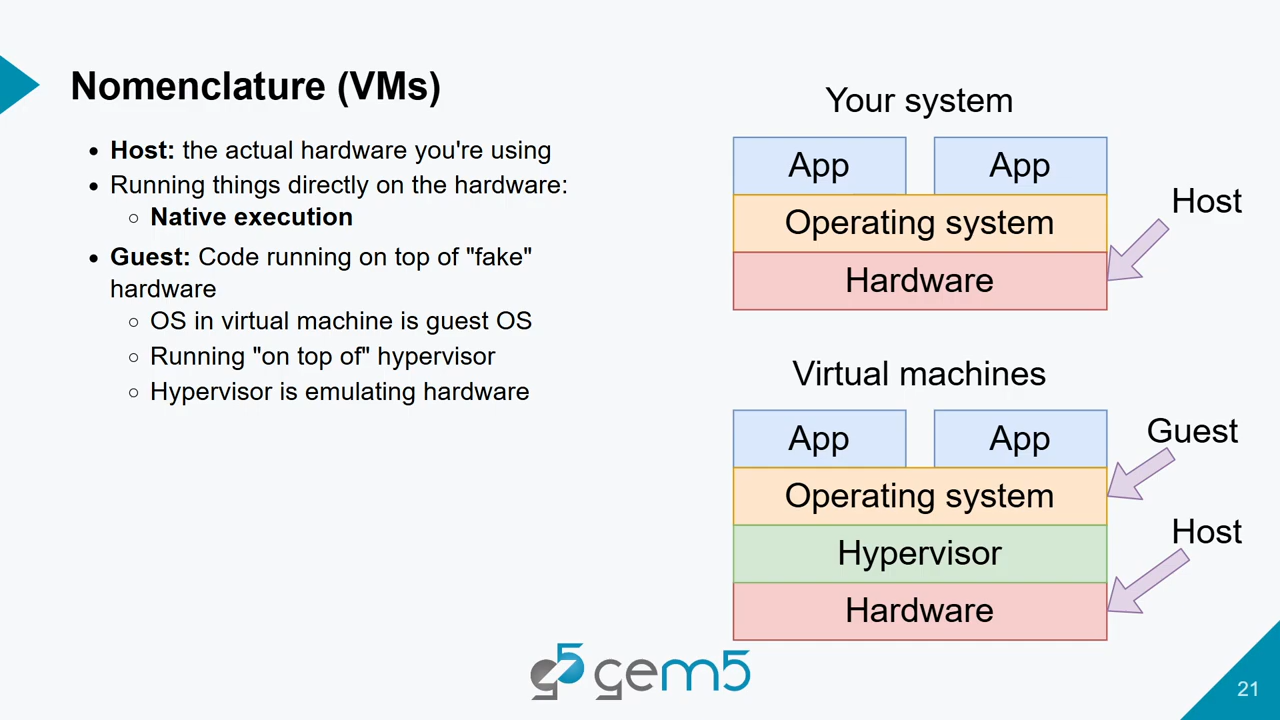 Nomenclature (VMs)
• Host: the actual hardware you're using
• Running things directly on the hardware:
◦ Native execution
• Guest: Code running on top of "fake"
hardware
◦ OS in virtual machine is guest OS
◦ Running "on top of" hypervisor
◦ Hypervisor is emulating hardware
Your system
App App
Operating system
Hardware
Host
Virtual machines
App App
Operating system
Hypervisor
Hardware
Guest
Host
g5 gem5
21